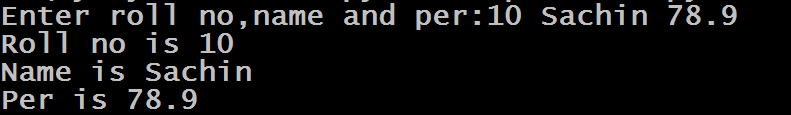 Enter roll no,name and per:10 Sachin 78.9
Roll no is 10
Name is Sachin
Per is 78.9